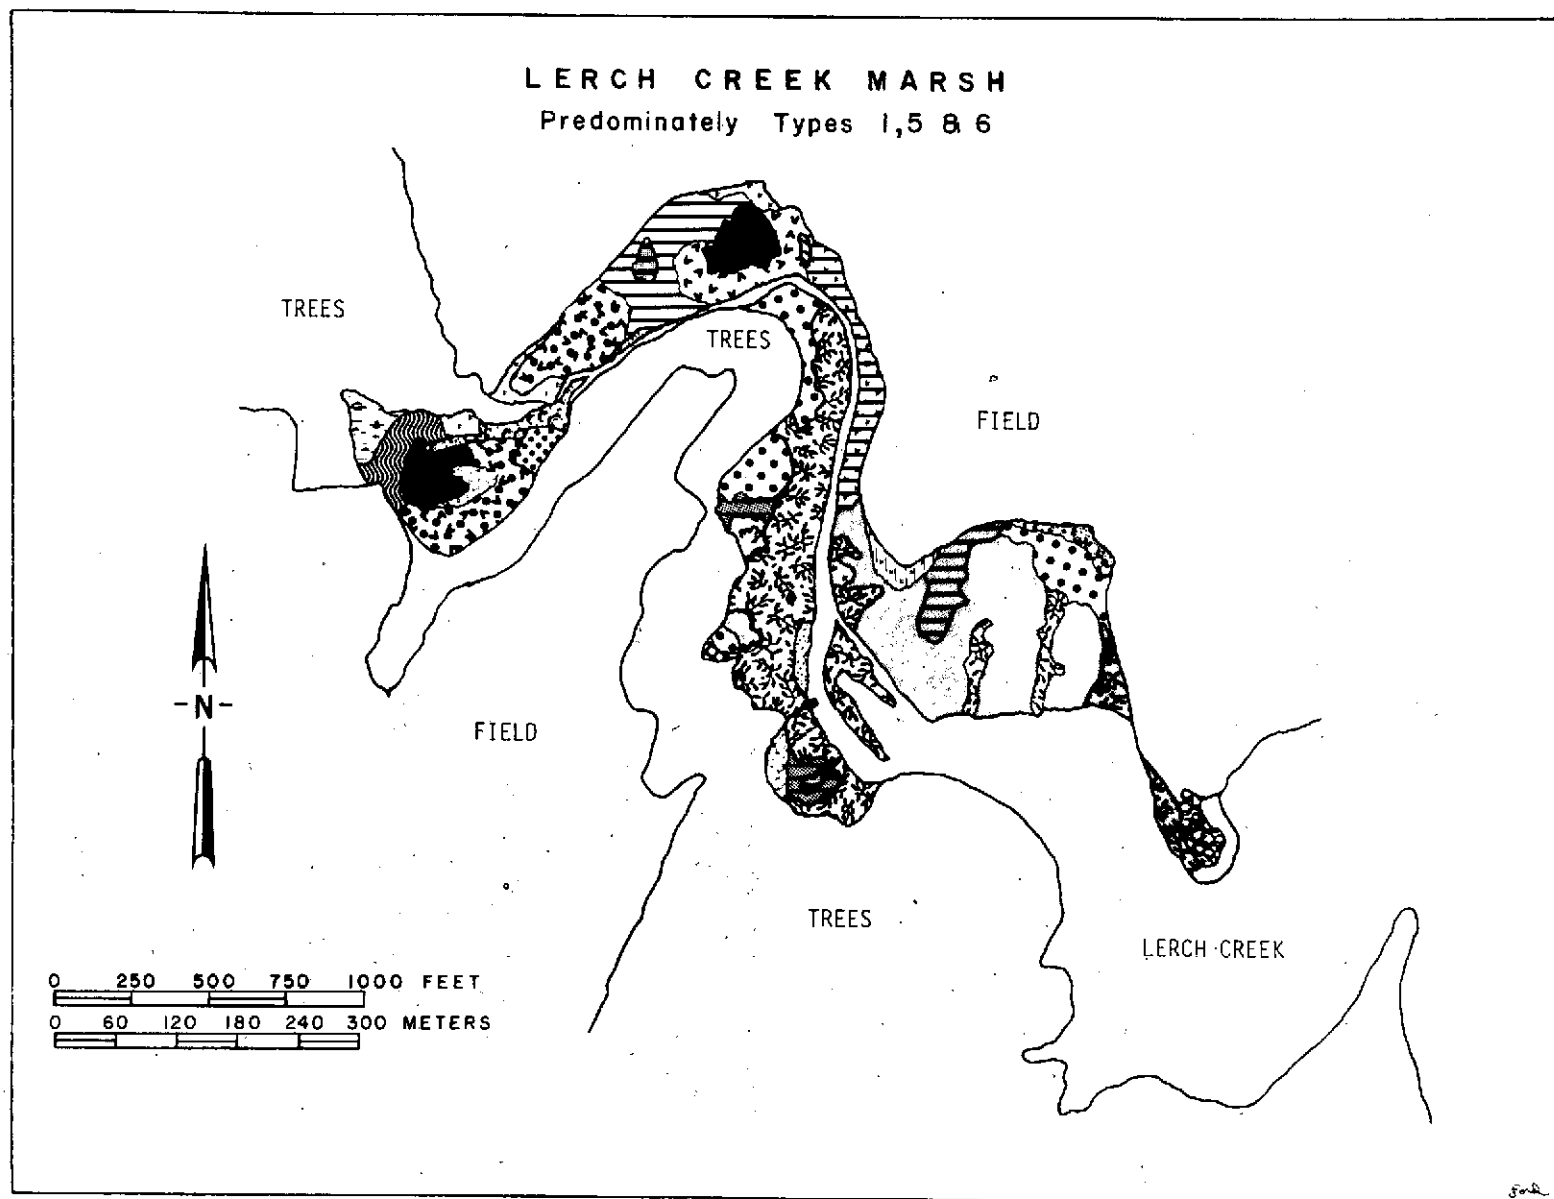 LERCH CREEK MARSH
Predominately Types 1,5 & 6
TREES
TREES
FIELD
N
FIELD
TREES
LERCH CREEK
0 250 500 750 1000 FEET
0 60 120 180 240 300 METERS